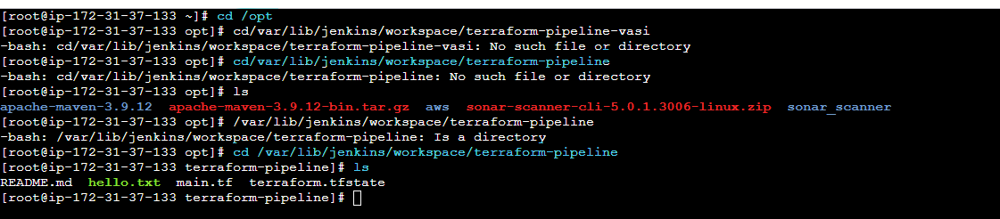 [root@ip-172-31-37-133 ~]# cd /opt
[root@ip-172-31-37-133 opt]# cd/var/lib/jenkins/workspace/terraform-pipeline-vasi
-bash: cd/var/lib/jenkins/workspace/terraform-pipeline-vasi: No such file or directory
[root@ip-172-31-37-133 opt]# cd/var/lib/jenkins/workspace/terraform-pipeline
-bash: cd/var/lib/jenkins/workspace/terraform-pipeline: No such file or directory
[root@ip-172-31-37-133 opt]# ls
apache-maven-3.9.12  apache-maven-3.9.12-bin.tar.gz  aws  sonar-scanner-cli-5.0.1.3006-linux.zip  sonar_scanner
[root@ip-172-31-37-133 opt]# /var/lib/jenkins/workspace/terraform-pipeline
-bash: /var/lib/jenkins/workspace/terraform-pipeline: Is a directory
[root@ip-172-31-37-133 opt]# cd /var/lib/jenkins/workspace/terraform-pipeline
[root@ip-172-31-37-133 terraform-pipeline]# ls
README.md  hello.txt  main.tf  terraform.tfstate
[root@ip-172-31-37-133 terraform-pipeline]#